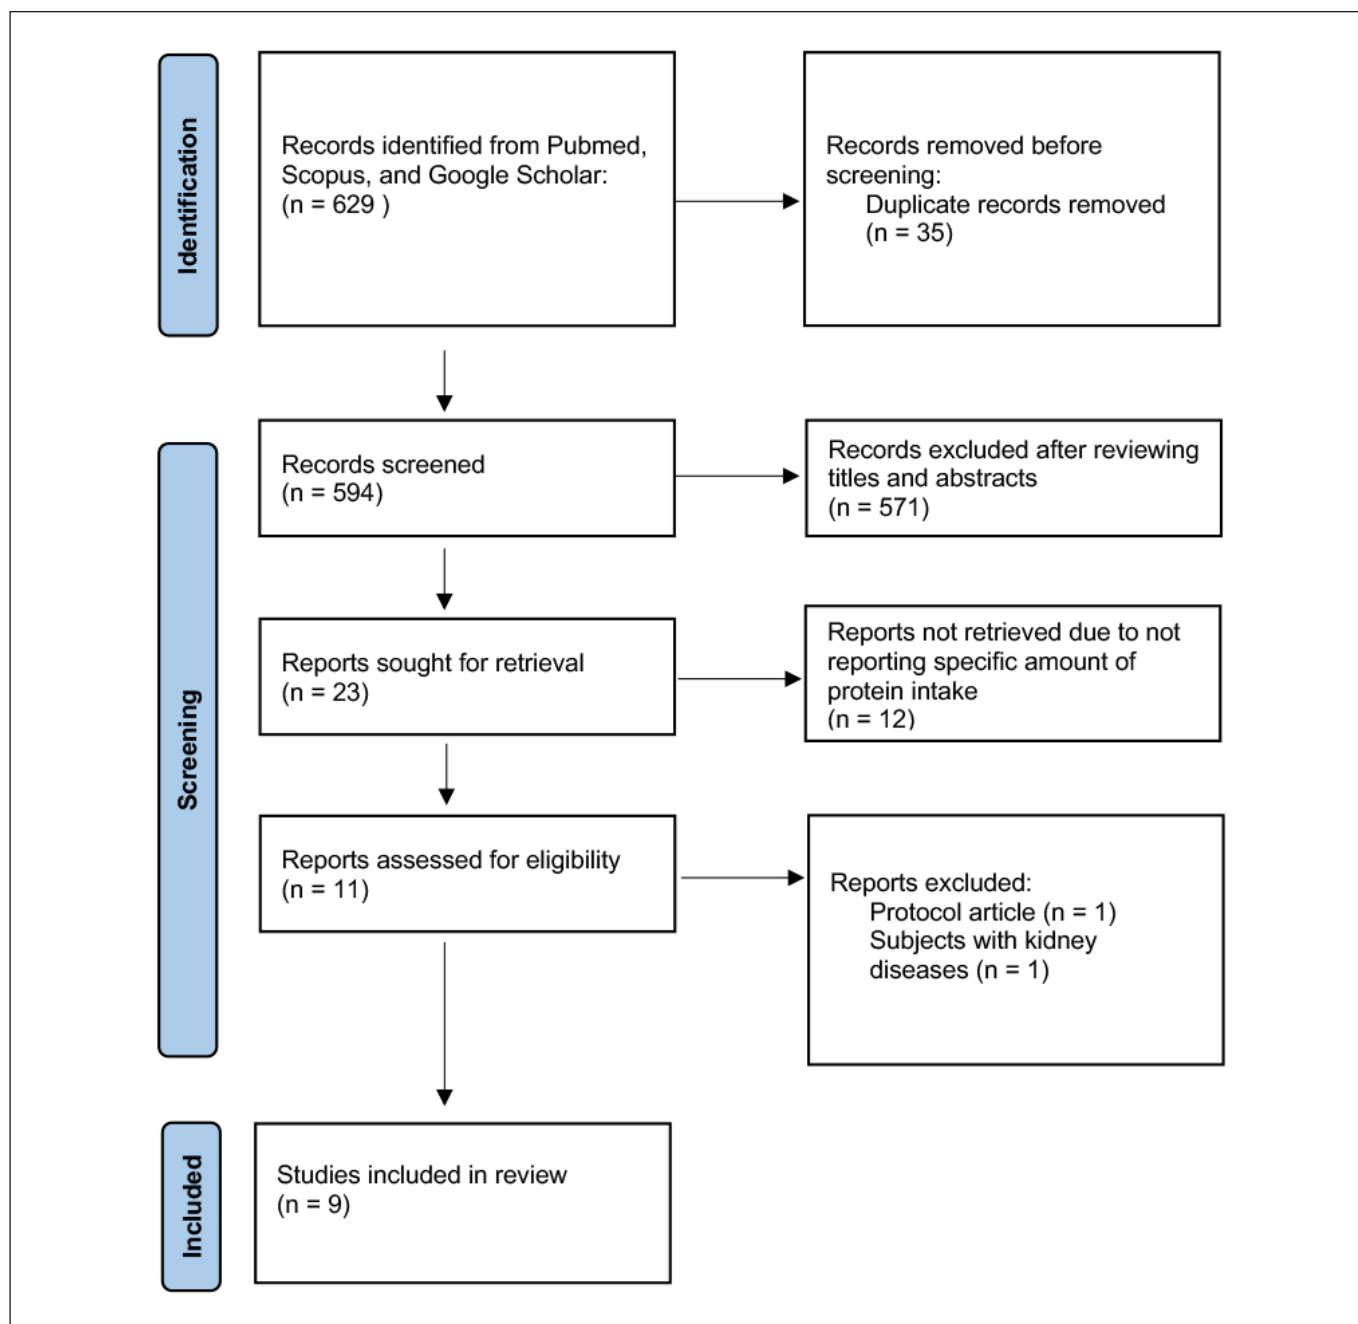 Identification
Records identified from Pubmed,
Scopus, and Google Scholar:
(n = 629 )
Records removed before
screening:
Duplicate records removed
(n = 35)
Screening
Records screened
(n = 594)
Records excluded after reviewing
titles and abstracts
(n = 571)
Reports sought for retrieval
(n = 23)
Reports not retrieved due to not
reporting specific amount of
protein intake
(n = 12)
Reports assessed for eligibility
(n = 11)
Reports excluded:
Protocol article (n = 1)
Subjects with kidney
diseases (n = 1)
Included
Studies included in review
(n = 9)